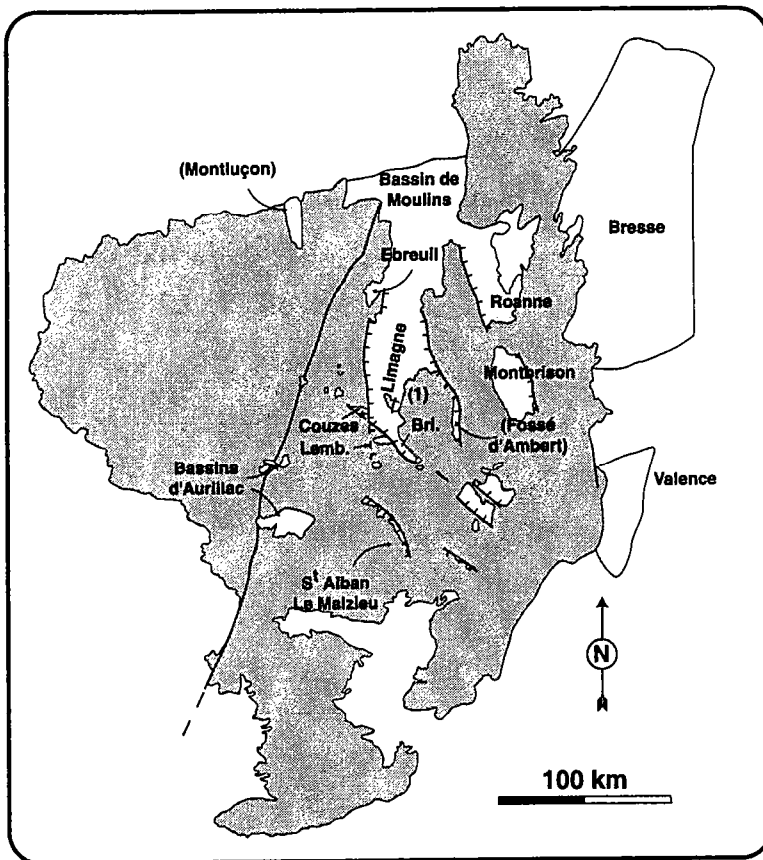 (Montluçon)
Bassin de
Moulins
Bresse
Ebreuil
Roanne
Limagne
Montbrison
(1)
Couzes
Bri.
Lemb.
(Fossé
d'Ambert)
Bassins
d'Aurillac
Valence
St Alban
Le Malzieu
N
100 km